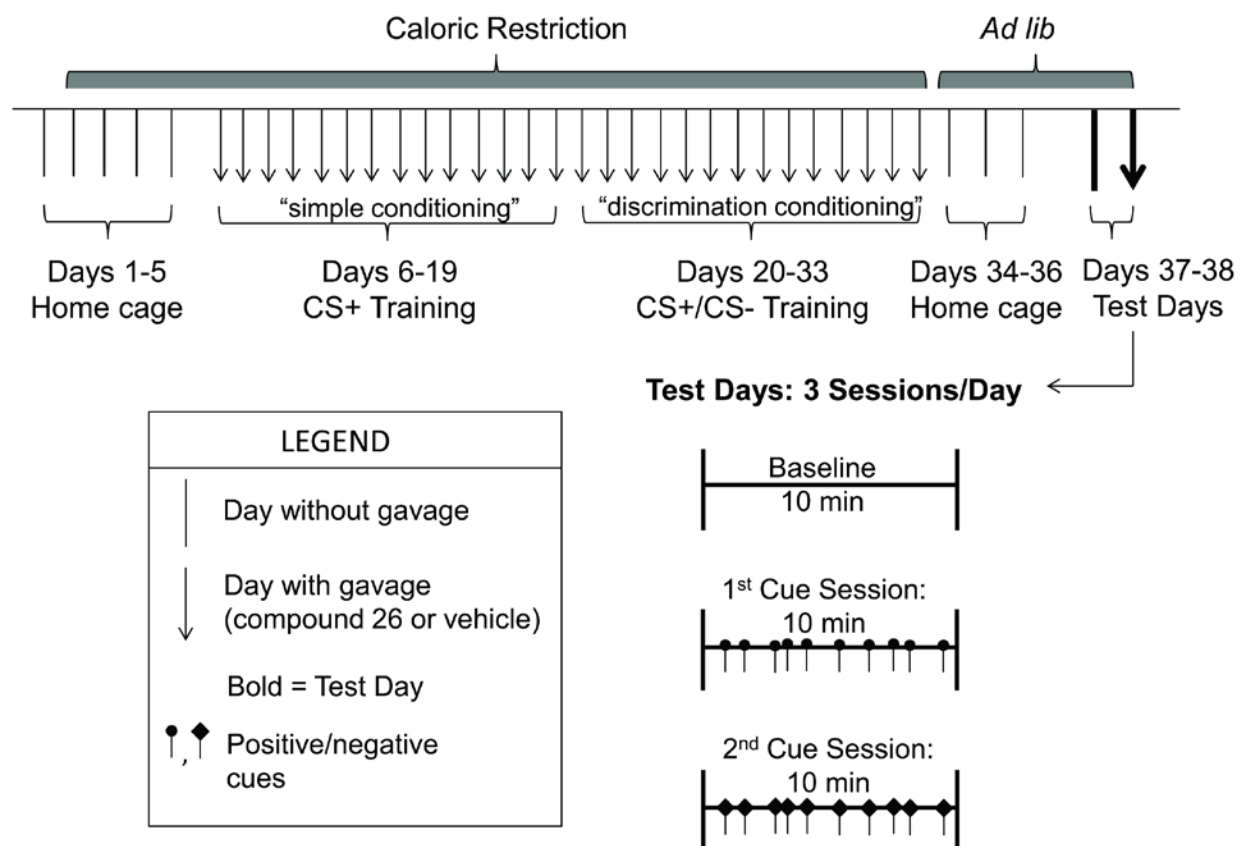 Caloric Restriction
Ad lib
“simple conditioning”
“discrimination conditioning”
Days 1-5
Home cage
Days 6-19
CS+ Training
Days 20-33
CS+/CS- Training
Days 34-36
Home cage
Days 37-38
Test Days
Test Days: 3 Sessions/Day
LEGEND
Day without gavage
Day with gavage
(compound 26 or vehicle)
Bold = Test Day
, Positive/negative
cues
Baseline
10 min
1st Cue Session:
10 min
2nd Cue Session:
10 min